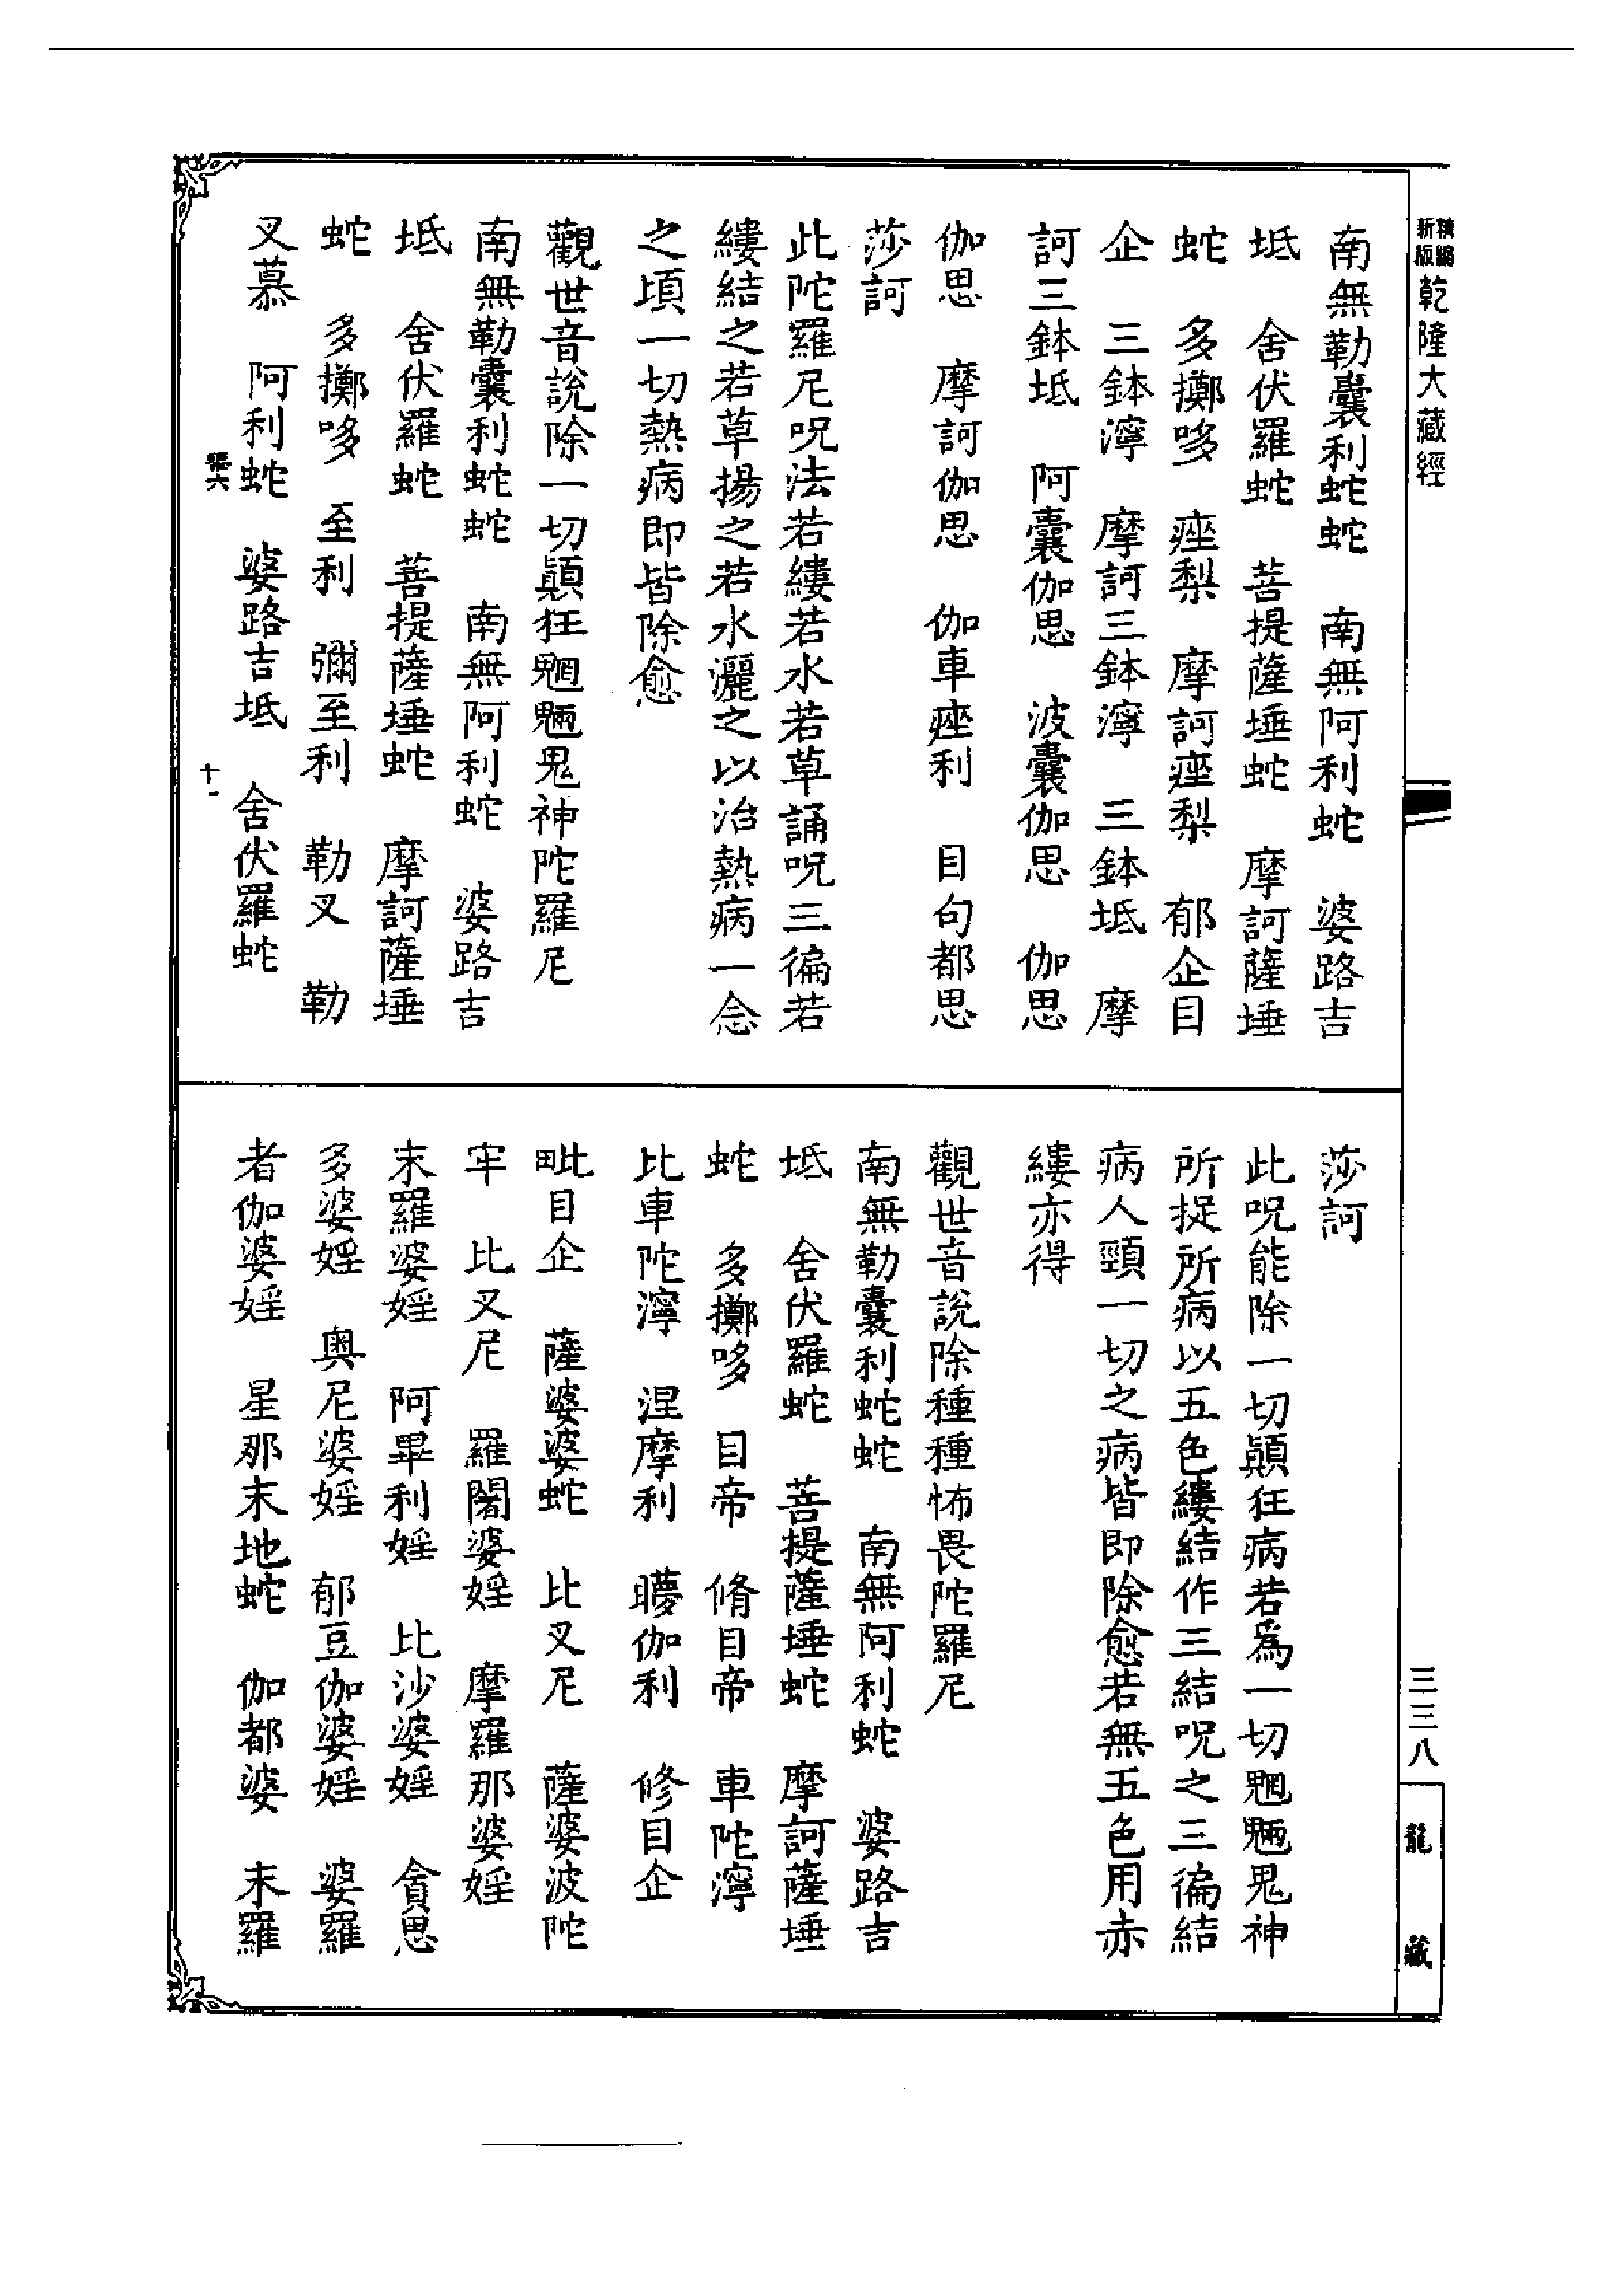 新版
精編
乾隆大藏經
南無勒囊利蛇蛇　南無阿利蛇　婆路吉
坻　舍伏羅蛇　菩提薩埵蛇　摩訶薩埵
蛇　多擲哆　痤梨　摩訶痤梨　郁企目
企　三鉢濘　摩訶三鉢濘　三鉢坻　摩
訶三鉢坻　阿囊伽思　波囊伽思　伽思
伽思　摩訶伽思　伽車痤利　目句都思
莎訶
此陀羅尼呪法若縷若水若草誦呪三徧若
縷結之若草揚之若水灑之以治熱病一念
之頃一切熱病即皆除愈
觀世音說除一切顛狂魍魎鬼神陀羅尼
南無勒囊利蛇蛇　南無阿利蛇　婆路吉
坻　舍伏羅蛇　菩提薩埵蛇　摩訶薩埵
蛇　多擲哆　至利　彌至利　勒叉　勒
叉慕　阿利蛇　婆路吉坻　舍伏羅蛇
十一
莎訶
此呪能除一切顛狂病若爲一切魍魎鬼神
所捉所病以五色縷結作三結呪之三徧結
病人頸一切之病皆即除愈若無五色用赤
縷亦得
觀世音說除種種怖畏陀羅尼
南無勒囊利蛇蛇　南無阿利蛇　婆路吉
坻　舍伏羅蛇　菩提薩埵蛇　摩訶薩埵
蛇　多擲哆　目帝　脩目帝　車陀濘
比車陀濘　涅摩利　矇伽利　修目企
毗目企　薩婆婆蛇　比叉尼　薩婆波陀
牢　比叉尼　羅闍婆婬　摩羅那婆婬
末羅婆婬　阿畢利婬　比沙婆婬　貪思
多婆婬　奧尼婆婬　郁豆伽婆婬　婆羅
者伽婆婬　星那末地蛇　伽都婆　末羅
三三八
龍藏